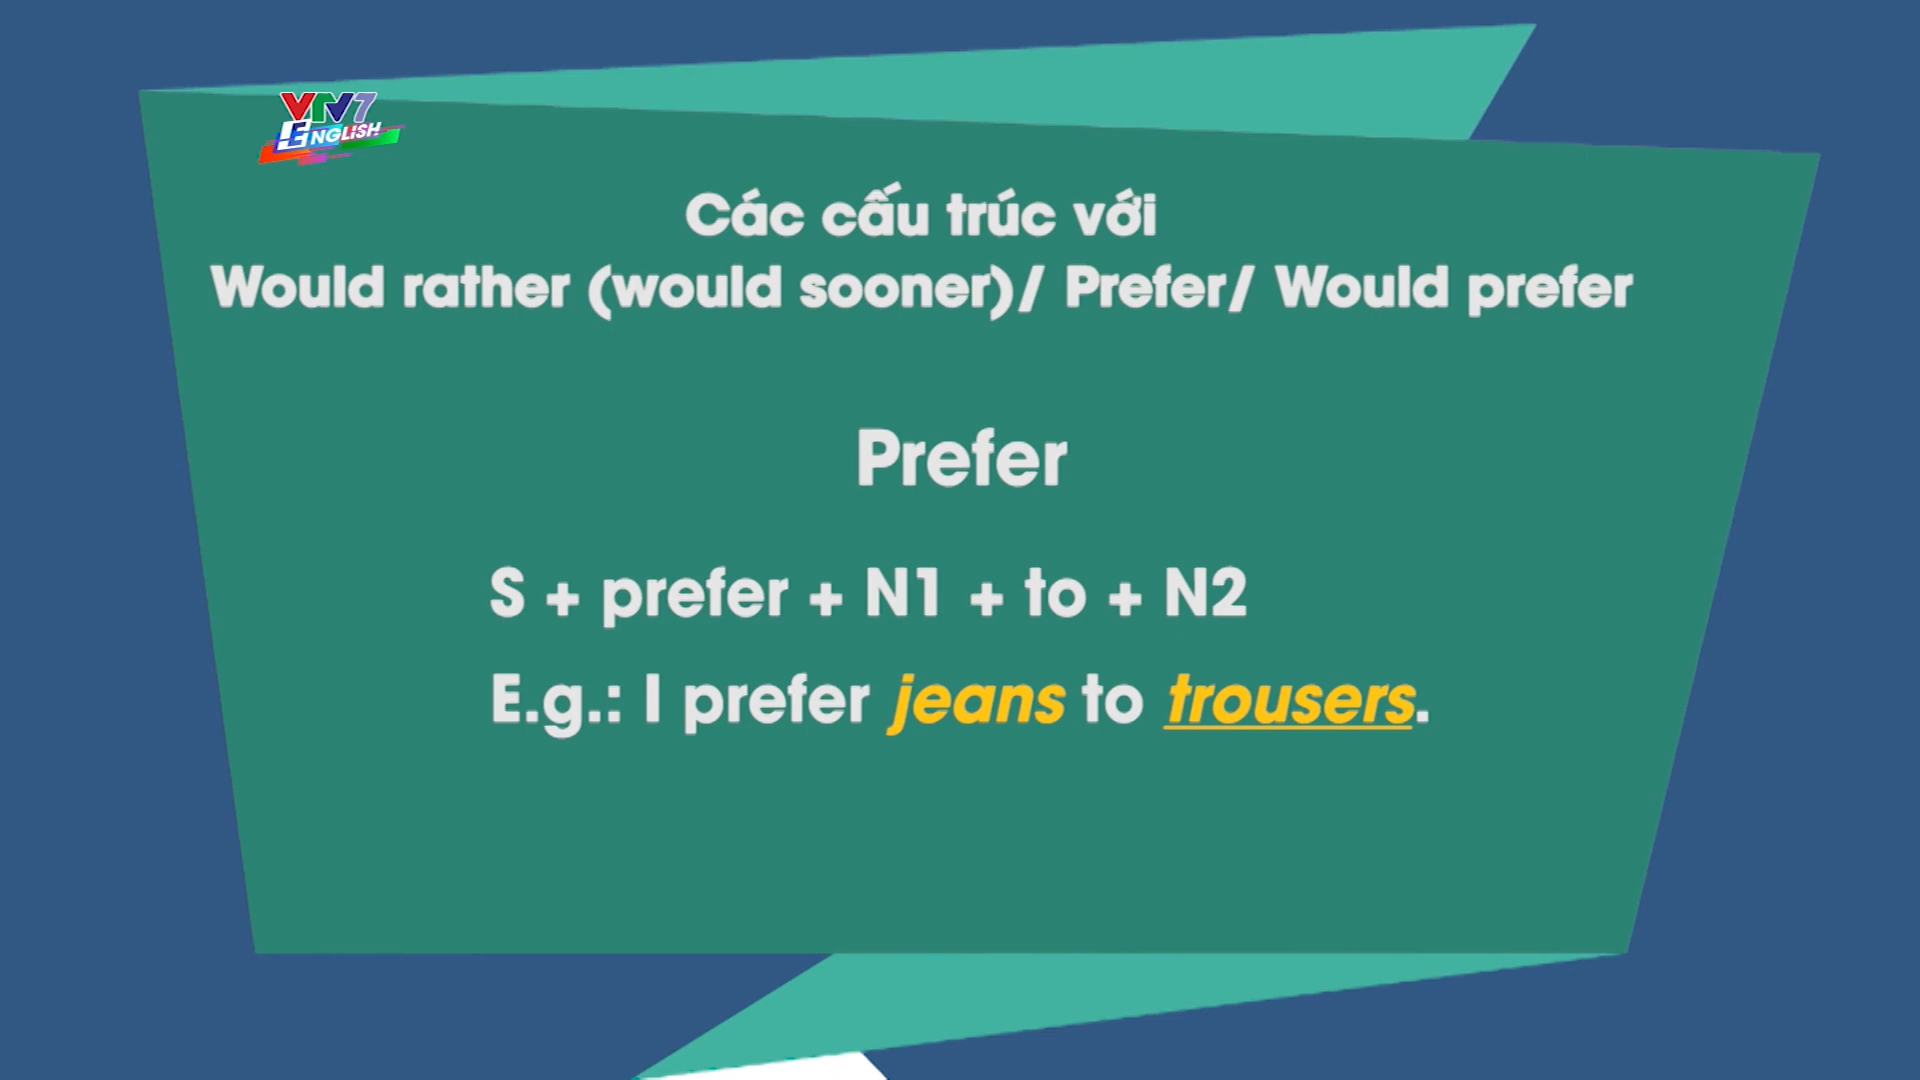 VTV7
ENGLISH
Các cấu trúc với
Would rather (would sooner)/ Prefer/ Would prefer
Prefer
S + prefer + N1 + to + N2
E.g.: I prefer jeans to trousers.